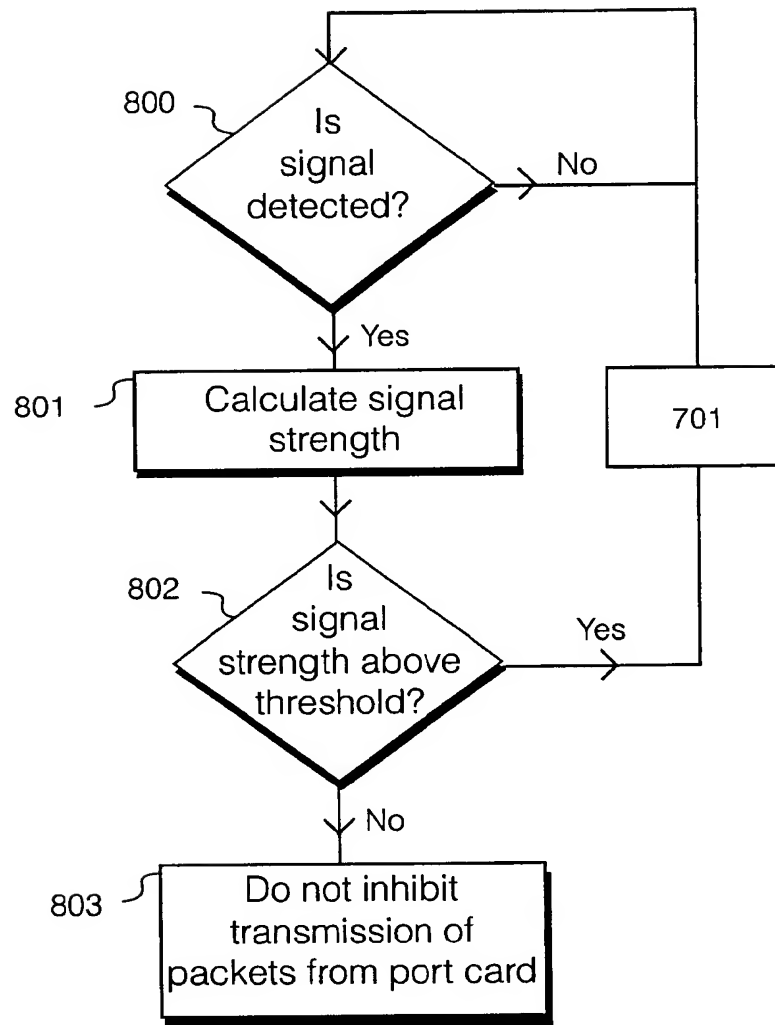 800
Is
signal
detected?
No
Yes
801
Calculate signal
strength
701
802
Is
signal
strength above
threshold?
Yes
No
803
Do not inhibit
transmission of
packets from port card